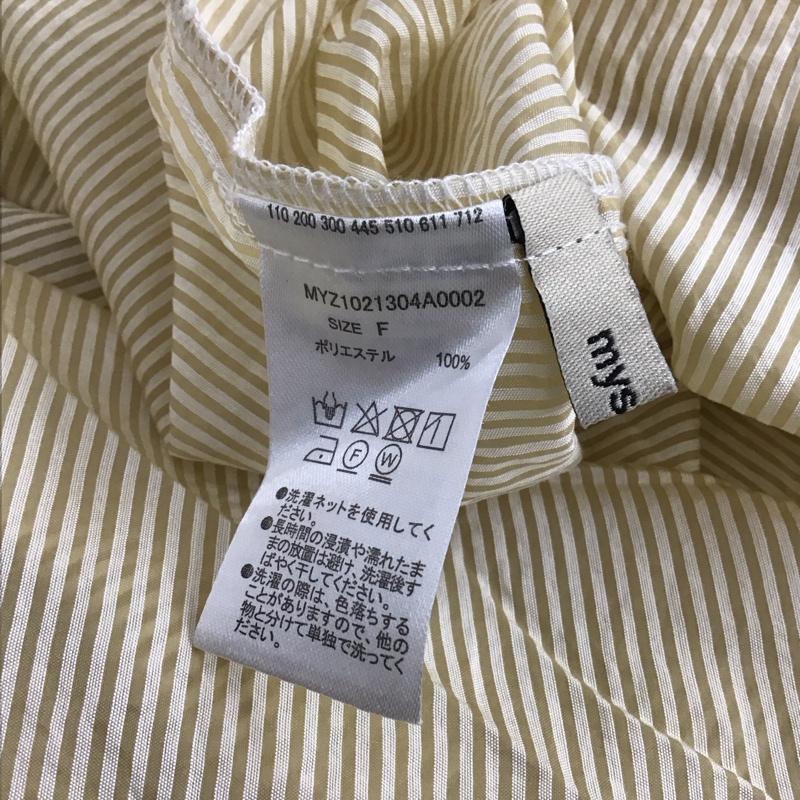 110 200 300 445 510 611 712
MYZ1021304A0002
SIZE F
ポリエステル 100%
F W
●洗濯ネットを使用してく
ださい。
●長時間の浸漬や濡れたま
まの放置は避け、洗濯後す
ばやく干してください。
●洗濯の際は、色落ちする
ことがありますので、他の
物と分けて単独で洗ってく
ださい。
mys